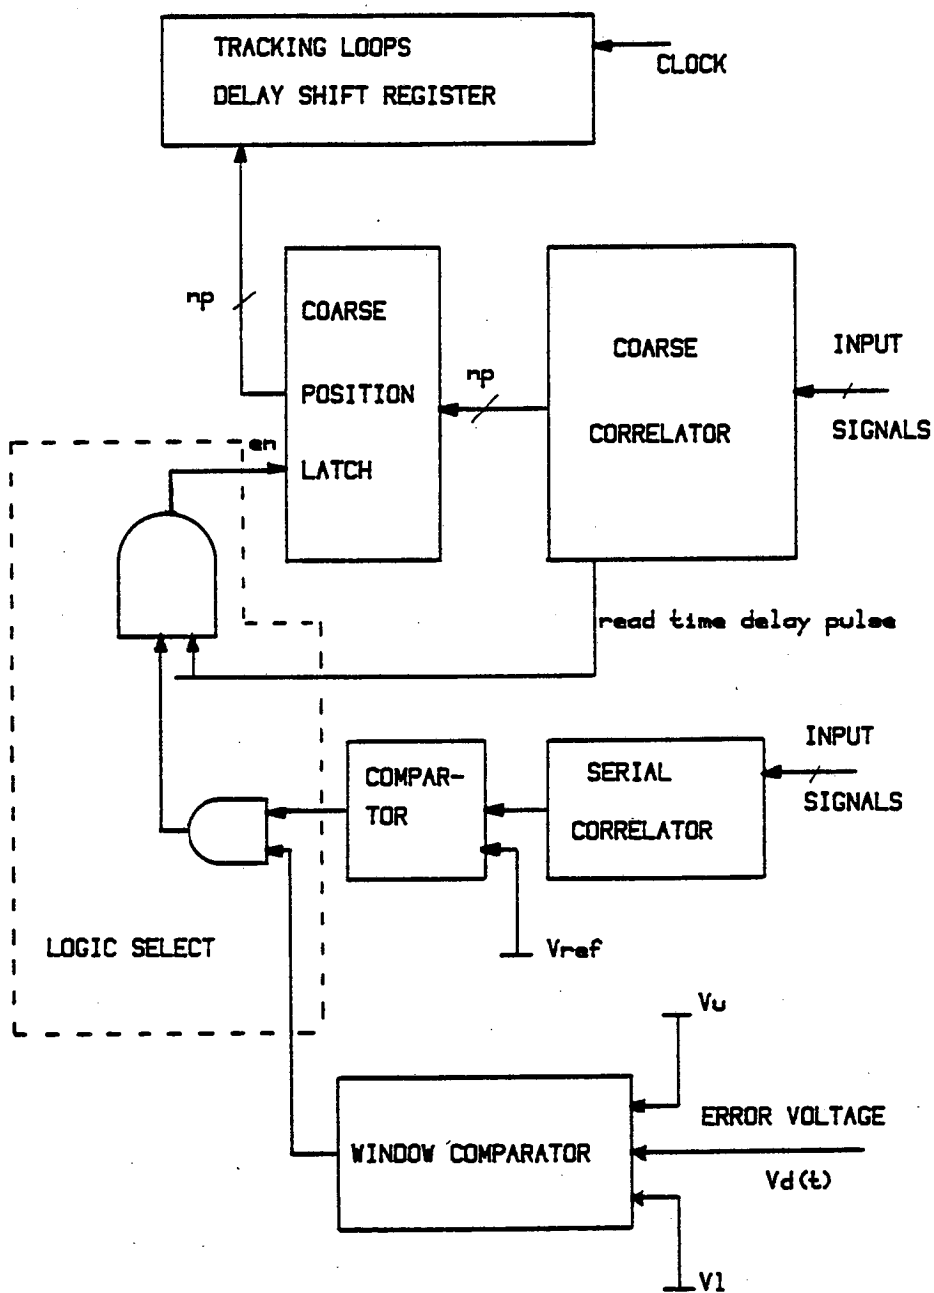 TRACKING LOOPS
DELAY SHIFT REGISTER
CLOCK
np
COARSE
POSITION
LATCH
en
np
COARSE
CORRELATOR
INPUT
SIGNALS
read time delay pulse
COMPAR-
TOR
SERIAL
CORRELATOR
INPUT
SIGNALS
LOGIC SELECT
Vref
Vu
WINDOW COMPARATOR
ERROR VOLTAGE
Vd(t)
Vl